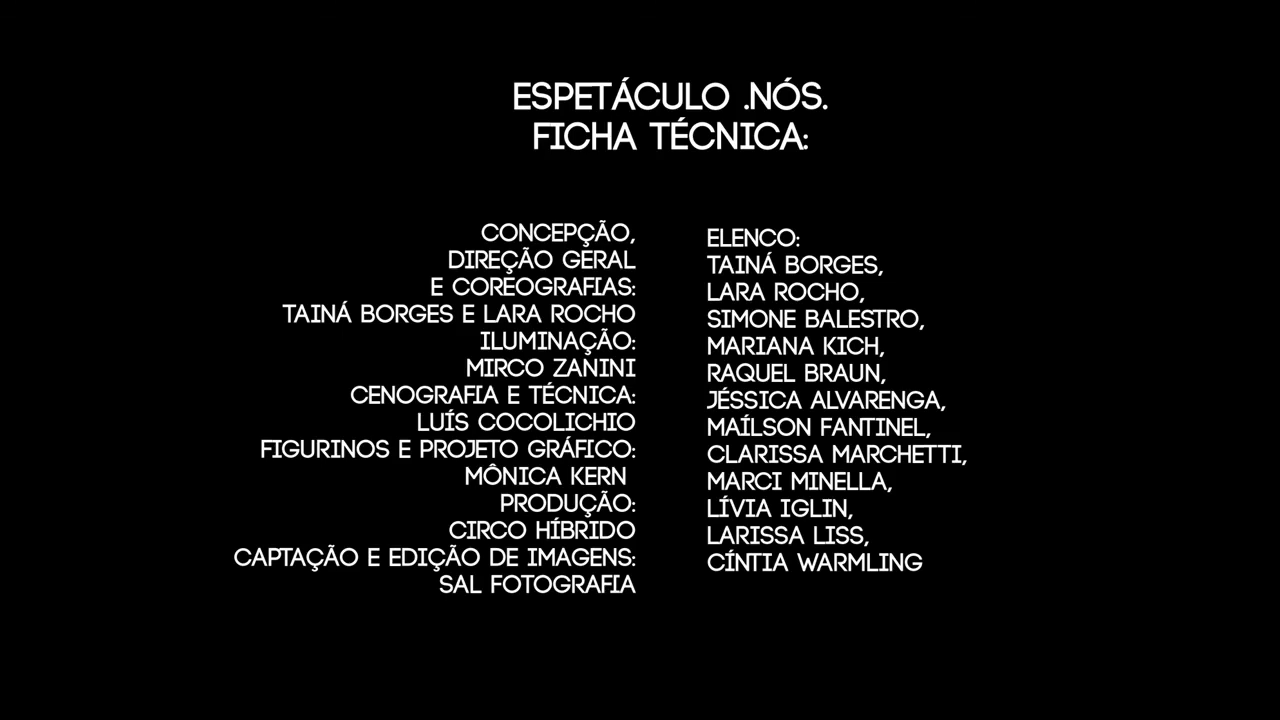 ESPETÁCULO .NÓS.
FICHA TÉCNICA:
CONCEPÇÃO,
DIREÇÃO GERAL
E COREOGRAFIAS:
TAINÁ BORGES E LARA ROCHO
ILUMINAÇÃO:
MIRCO ZANINI
CENOGRAFIA E TÉCNICA:
LUÍS COCOLICHIO
FIGURINOS E PROJETO GRÁFICO:
MÔNICA KERN
PRODUÇÃO:
CIRCO HÍBRIDO
CAPTAÇÃO E EDIÇÃO DE IMAGENS:
SAL FOTOGRAFIA
ELENCO:
TAINÁ BORGES,
LARA ROCHO,
SIMONE BALESTRO,
MARIANA KICH,
RAQUEL BRAUN,
JÉSSICA ALVARENGA,
MAÍLSON FANTINEL,
CLARISSA MARCHETTI,
MARCI MINELLA,
LÍVIA IGLIN,
LARISSA LISS,
CÍNTIA WARMLING